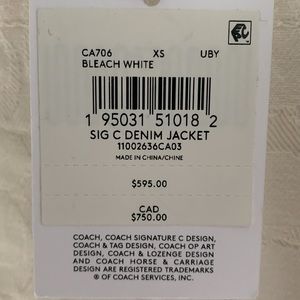 CA706 XS UBY
BLEACH WHITE
1 95031 51018 2
SIG C DENIM JACKET
11002636CA03
MADE IN CHINA/CHINE
$595.00
CAD
$750.00
COACH, COACH SIGNATURE C DESIGN,
COACH & TAG DESIGN, COACH OP ART
DESIGN, COACH & LOZENGE DESIGN
AND COACH HORSE & CARRIAGE
DESIGN ARE REGISTERED TRADEMARKS
® OF COACH SERVICES, INC.